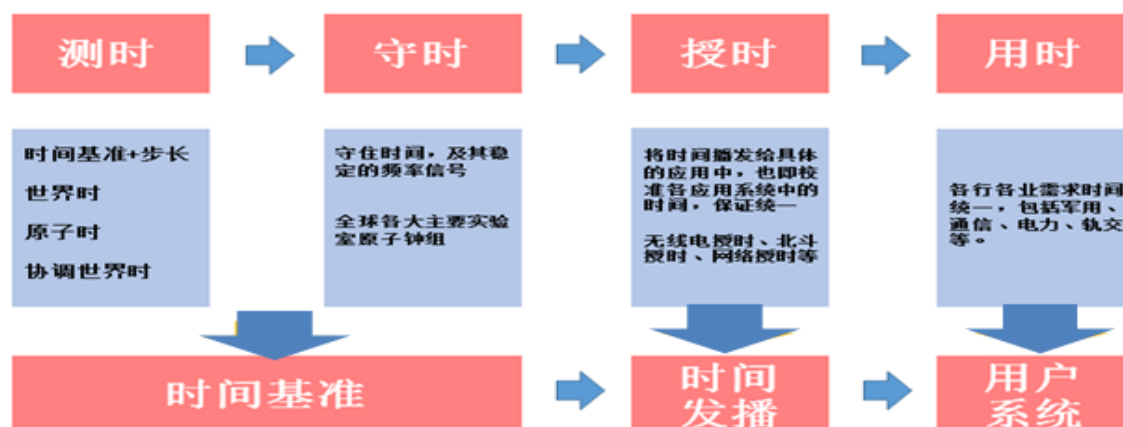 测时
守时
授时
用时
时间基准+步长
世界时
原子时
协调世界时
守住时间，及其稳
定的频率信号
全球各大主要实验
室原子钟组
将时间播发给具体
的应用中，也即校
准各应用系统中的
时间，保证统一
无线电授时、北斗
授时、网络授时等
各行各业需求时间
统一，包括军用、
通信、电力、轨交
等。
时间基准
时间
发播
用户
系统